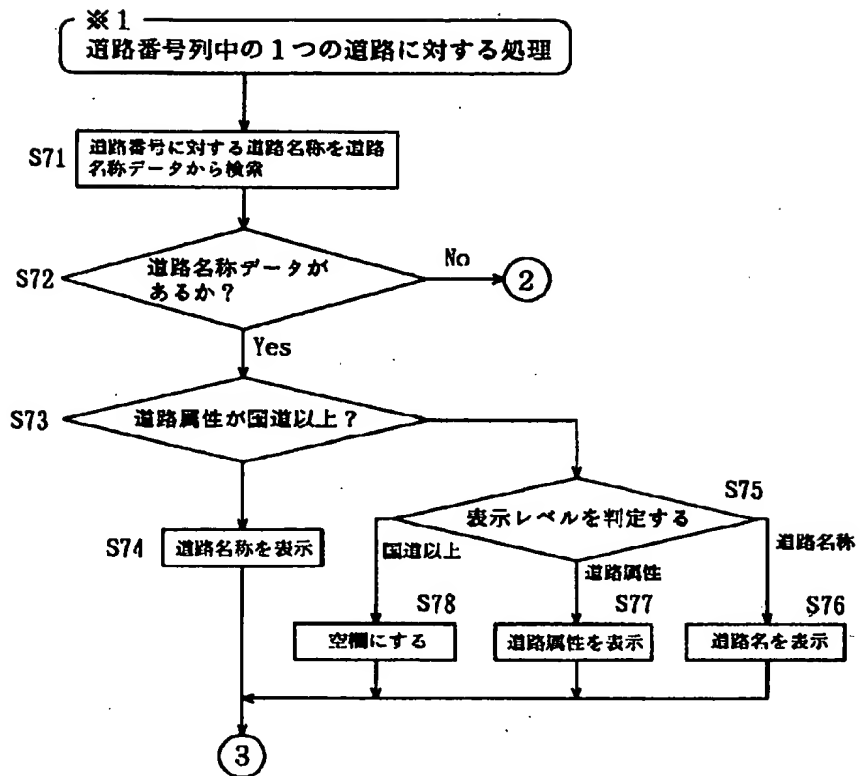 ※1
道路番号列中の1つの道路に対する処理
S71
道路番号に対する道路名称を道路
名称データから検索
S72
道路名称データが
あるか?
No
2
Yes
S73
道路属性が国道以上?
S75
表示レベルを判定する
S74
道路名称を表示
国道以上
道路属性
道路名称
S78
S77
S76
空欄にする
道路属性を表示
道路名を表示
3